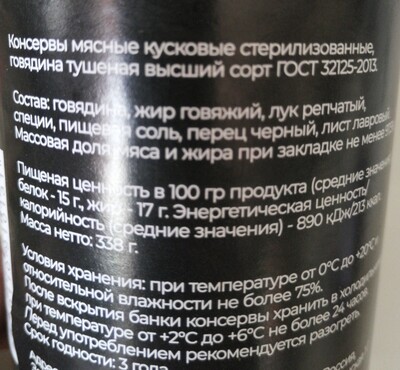 Консервы мясные кусковые стерилизованные,
говядина тушеная высший сорт ГОСТ 32125-2013.
Состав: говядина, жир говяжий, лук репчатый,
специи, пищевая соль, перец черный, лист лавровый.
Массовая доля мяса и жира при закладке не менее
Пищевая ценность в 100 гр продукта (средние значения)
белок - 15 г., жир - 17 г. Энергетическая ценность/
калорийность (средние значения) - 890 кДж/213 ккал.
Масса нетто: 338 г.
Условия хранения: при температуре от 0°С до +20°С и
относительной влажности не более 75%.
После вскрытия банки консервы хранить в
при температуре от +2°С до +6°С не более 24 часов.
Перед употреблением рекомендуется разогреть.
Срок годности: 3 года
Адрес
Россия,